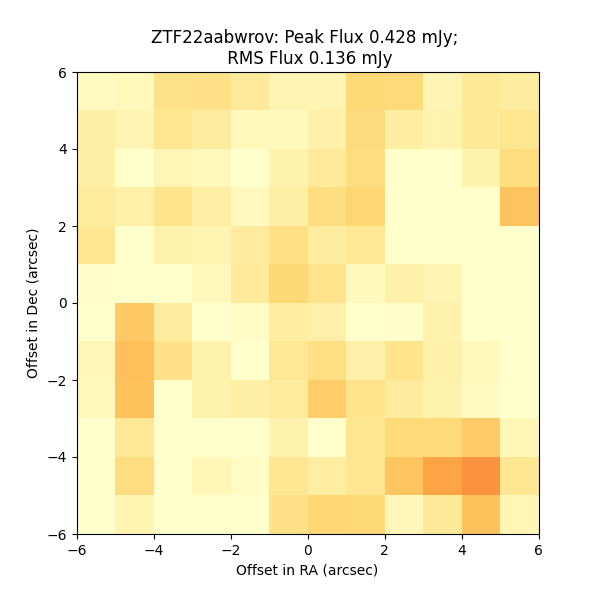 ZTF22aabwrov: Peak Flux 0.428 mJy;
RMS Flux 0.136 mJy
6
4
2
0
−2
−4
−6
Offset in Dec (arcsec)
−6 −4 −2 0 2 4 6
Offset in RA (arcsec)